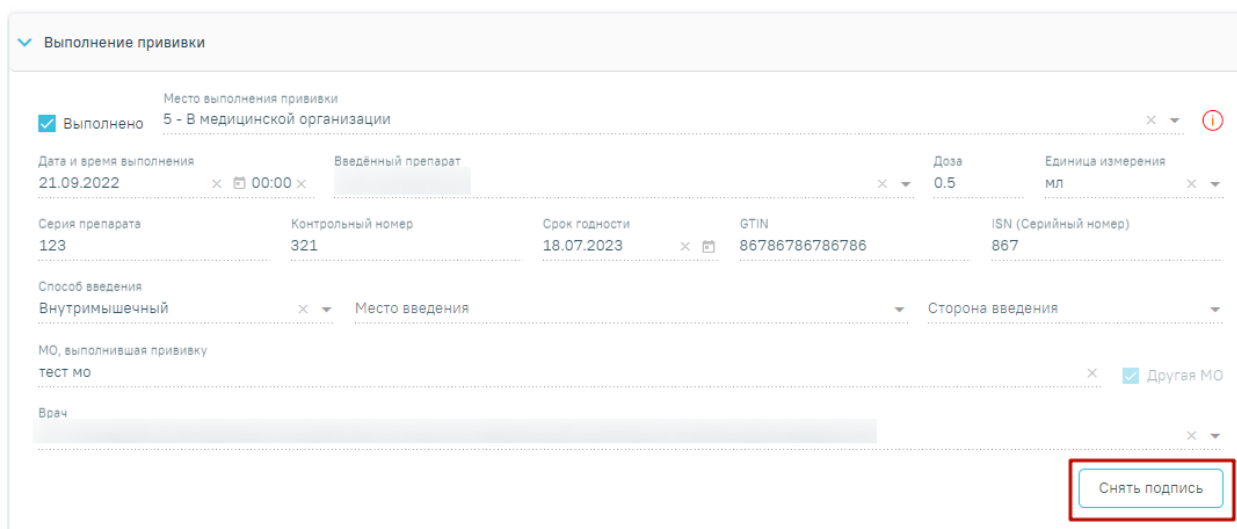 Выполнение прививки
Место выполнения прививки
Выполнено 5 - В медицинской организации
Дата и время выполнения Введённый препарат Доза Единица измерения
21.09.2022 00:00 0.5 мл
Серия препарата Контрольный номер Срок годности GTIN ISN (Серийный номер)
123 321 18.07.2023 86786786786786 867
Способ введения
Внутримышечный Место введения Сторона введения
МО, выполнившая прививку
тест мо Другая МО
Врач
Снять подпись